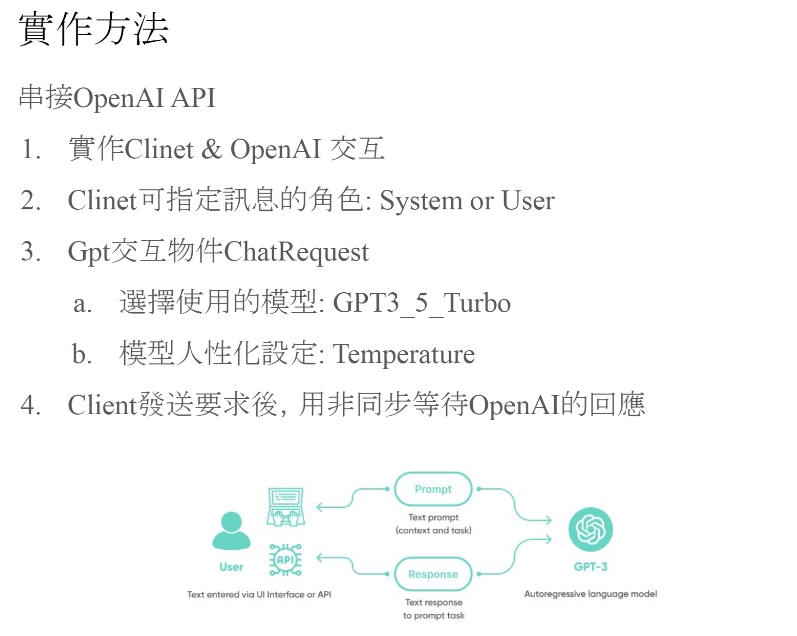 實作方法
串接OpenAI API
1. 實作Clinet & OpenAI 交互
2. Clinet可指定訊息的角色: System or User
3. Gpt交互物件ChatRequest
a. 選擇使用的模型: GPT3_5_Turbo
b. 模型人性化設定: Temperature
4. Client發送要求後, 用非同步等待OpenAI的回應
Prompt
Text prompt
(context and task)
User
API
Text entered via UI Interface or API
Response
Text response
to prompt task
GPT-3
Autoregressive language model